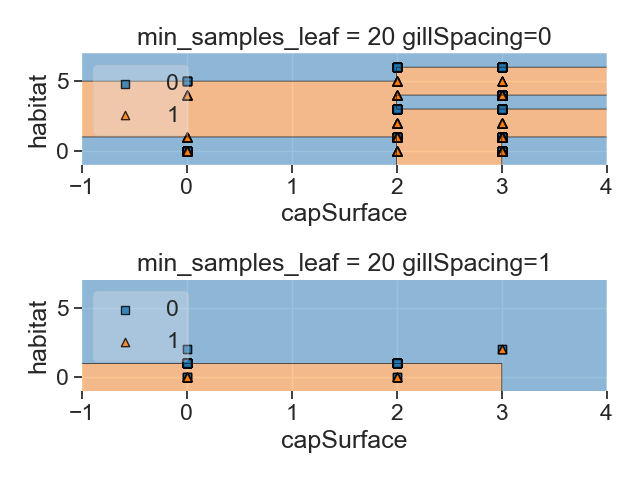 min_samples_leaf = 20 gillSpacing=0
habitat
5
0
0
1
−1 0 1 2 3 4
capSurface
min_samples_leaf = 20 gillSpacing=1
habitat
5
0
0
1
−1 0 1 2 3 4
capSurface